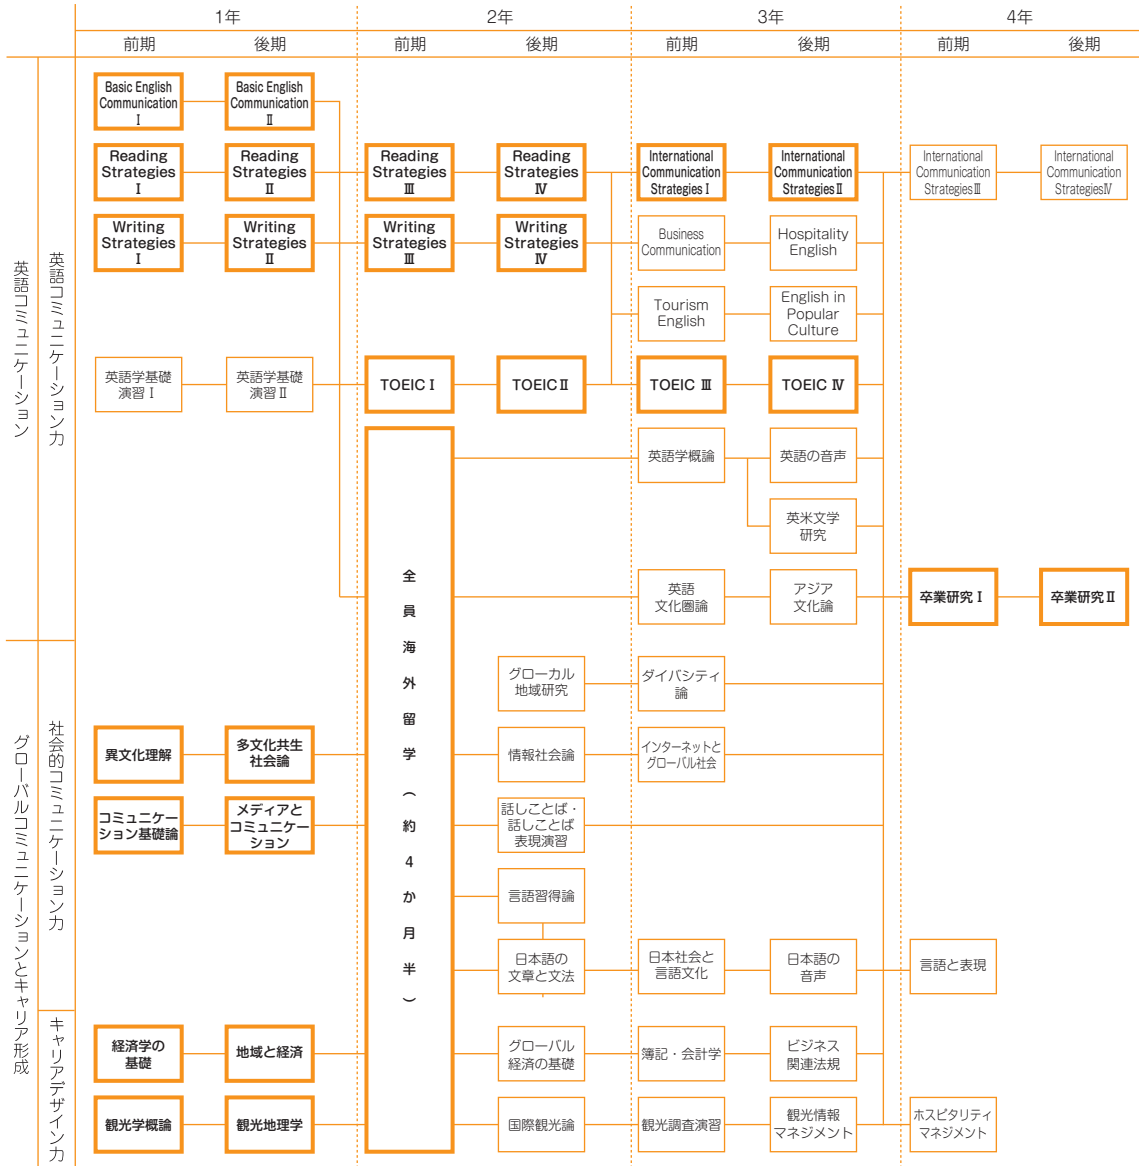 1年
2年
3年
4年
前期
後期
前期
後期
前期
後期
前期
後期
英語コミュニケーション
英語コミュニケーション力
Basic English
Communication
Ⅰ
Basic English
Communication
Ⅱ
Reading
Strategies
Ⅰ
Reading
Strategies
Ⅱ
Reading
Strategies
Ⅲ
Reading
Strategies
Ⅳ
International
Communication
StrategiesⅠ
International
Communication
StrategiesⅡ
International
Communication
StrategiesⅢ
International
Communication
StrategiesⅣ
Writing
Strategies
Ⅰ
Writing
Strategies
Ⅱ
Writing
Strategies
Ⅲ
Writing
Strategies
Ⅳ
Business
Communication
Hospitality
English
Tourism
English
English in
Popular
Culture
英語学基礎
演習Ⅰ
英語学基礎
演習Ⅱ
TOEICⅠ
TOEICⅡ
TOEIC Ⅲ
TOEIC Ⅳ
全員海外留学(約4か月半)
英語学概論
英語の音声
英米文学
研究
英語
文化圏論
アジア
文化論
卒業研究Ⅰ
卒業研究Ⅱ
グローバルコミュニケーションとキャリア形成
社会的コミュニケーション力
グローカル
地域研究
ダイバシティ
論
異文化理解
多文化共生
社会論
情報社会論
インターネットと
グローバル社会
コミュニケー
ション基礎論
メディアと
コミュニケー
ション
話しことば・
話しことば
表現演習
言語習得論
日本語の
文章と文法
日本社会と
言語文化
日本語の
音声
言語と表現
キャリアデザイン力
経済学の
基礎
地域と経済
グローバル
経済の基礎
簿記・会計学
ビジネス
関連法規
観光学概論
観光地理学
国際観光論
観光調査演習
観光情報
マネジメント
ホスピタリティ
マネジメント